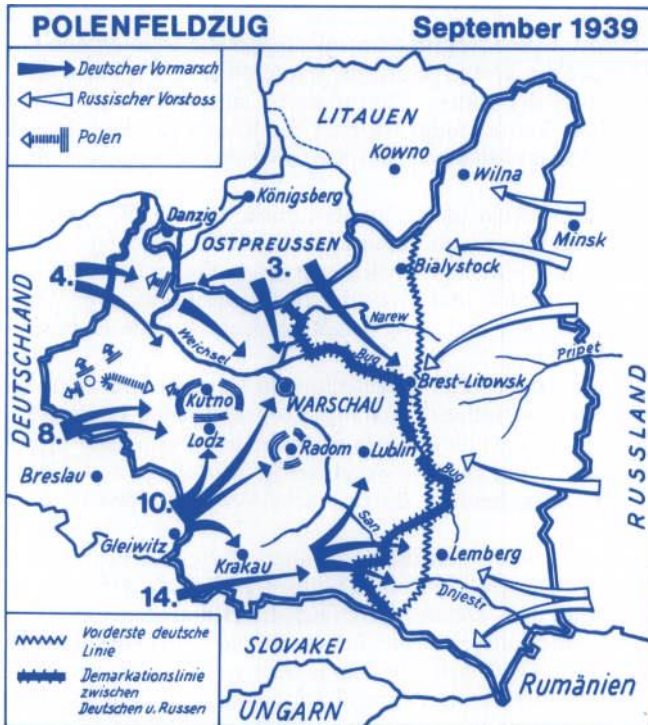 POLENFELDZUG September 1939
Deutscher Vormarsch
Russischer Vorstoss
Polen
LITAUEN
Kowno
Wilna
Königsberg
Danzig
Minsk
OSTPREUSSEN
4.
3.
Bialystock
DEUTSCHLAND
Narew
Weichsel
Bug
Pripet
Brest-Litowsk
Kutno
WARSCHAU
RUSSLAND
8.
Lodz
Radom
Lublin
Breslau
Bug
10.
San
Gleiwitz
Krakau
Lemberg
14.
Dnjestr
Vorderste deutsche
Linie
SLOVAKEI
Demarkationslinie
zwischen
Deutschen u. Russen
UNGARN
Rumänien